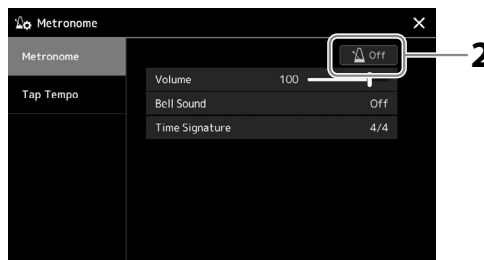 Metronome
Metronome
Off
2
Volume 100
Tap Tempo
Bell Sound Off
Time Signature 4/4